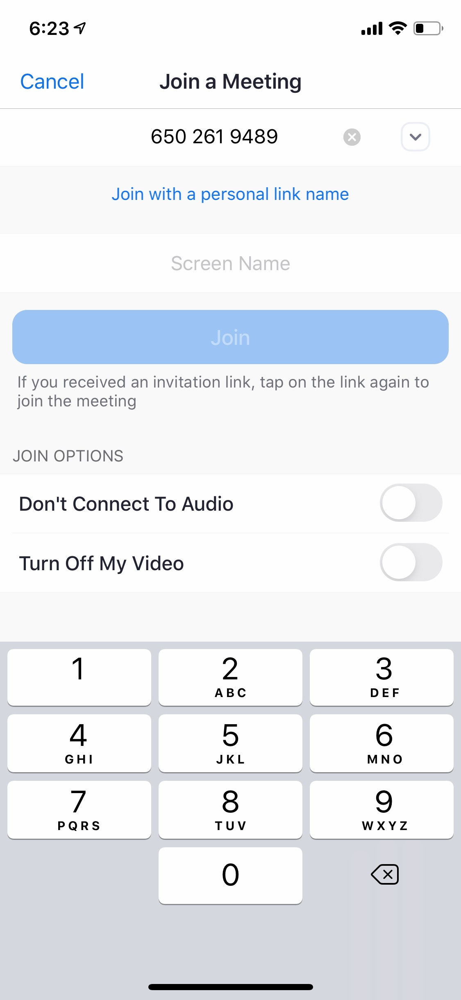 6:23
Cancel
Join a Meeting
650 261 9489
Join with a personal link name
Screen Name
Join
If you received an invitation link, tap on the link again to
join the meeting
JOIN OPTIONS
Don't Connect To Audio
Turn Off My Video
1
2
3
ABC
DEF
4
5
6
GHI
JKL
MNO
7
8
9
PQRS
TUV
WXYZ
0